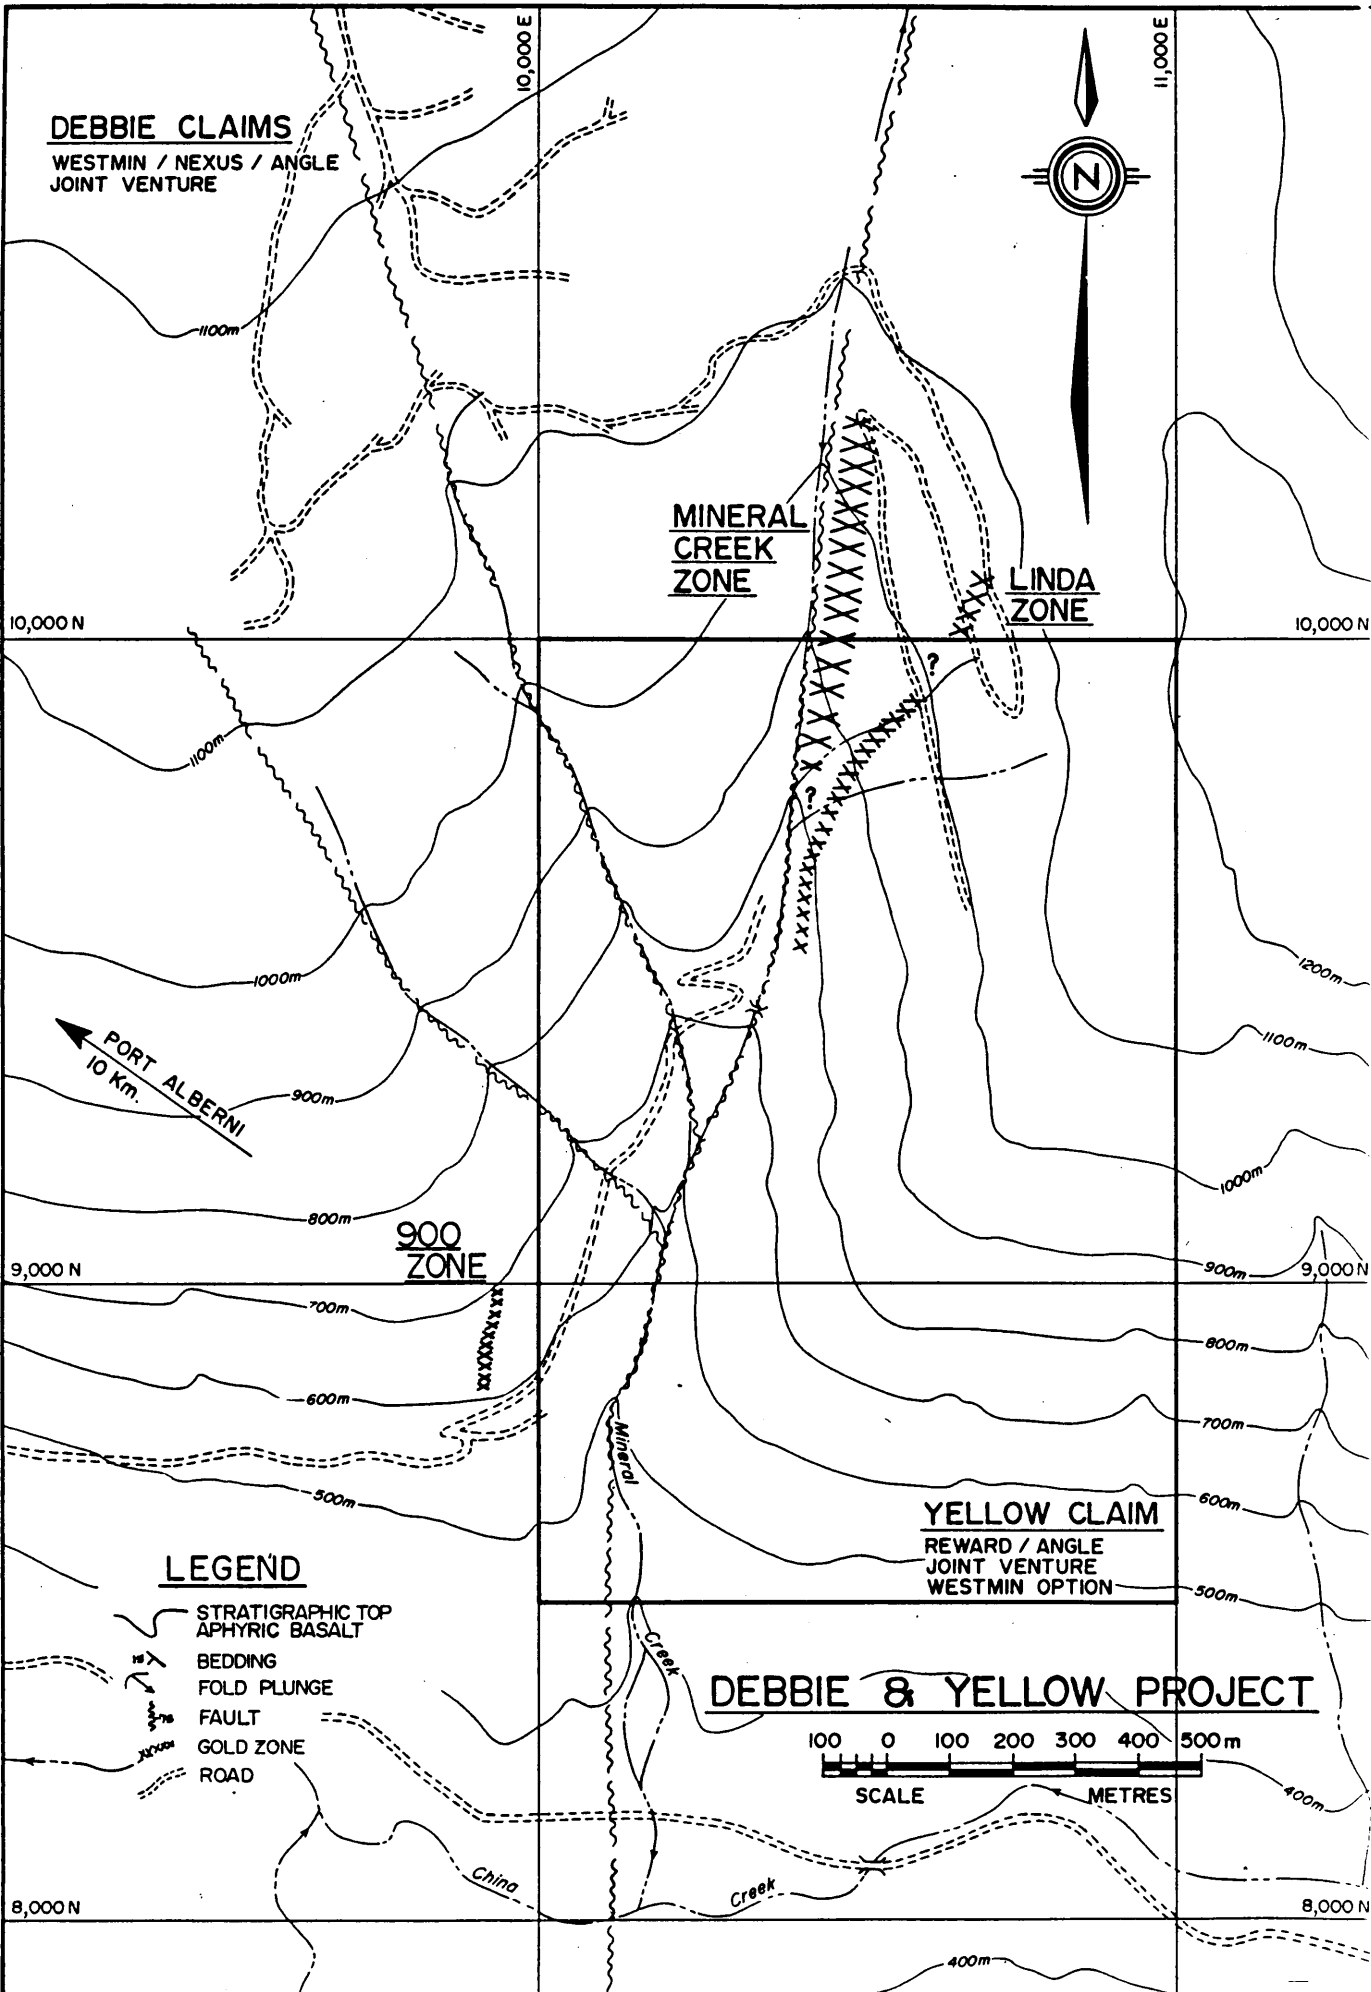 10,000 E
11,000 E
DEBBIE CLAIMS
WESTMIN / NEXUS / ANGLE
JOINT VENTURE
N
1100m
MINERAL
CREEK
ZONE
LINDA
ZONE
10,000 N
10,000 N
?
1100m
?
1000m
1200m
PORT ALBERNI
10 Km.
900m
1100m
800m
1000m
900
ZONE
9,000 N
900m
9,000 N
700m
800m
600m
700m
Mineral
500m
600m
YELLOW CLAIM
REWARD / ANGLE
JOINT VENTURE
WESTMIN OPTION
500m
LEGEND
STRATIGRAPHIC TOP
APHYRIC BASALT
BEDDING
FOLD PLUNGE
FAULT
GOLD ZONE
ROAD
Creek
DEBBIE & YELLOW PROJECT
100 0 100 200 300 400 500 m
SCALE METRES
400m
China
Creek
8,000 N
8,000 N
400m